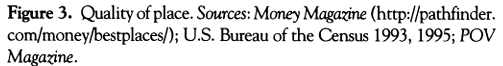 Figure 3. Quality of place. Sources: Money Magazine (http://pathfinder.
com/money/bestplaces/); U.S. Bureau of the Census 1993, 1995; POV
Magazine.